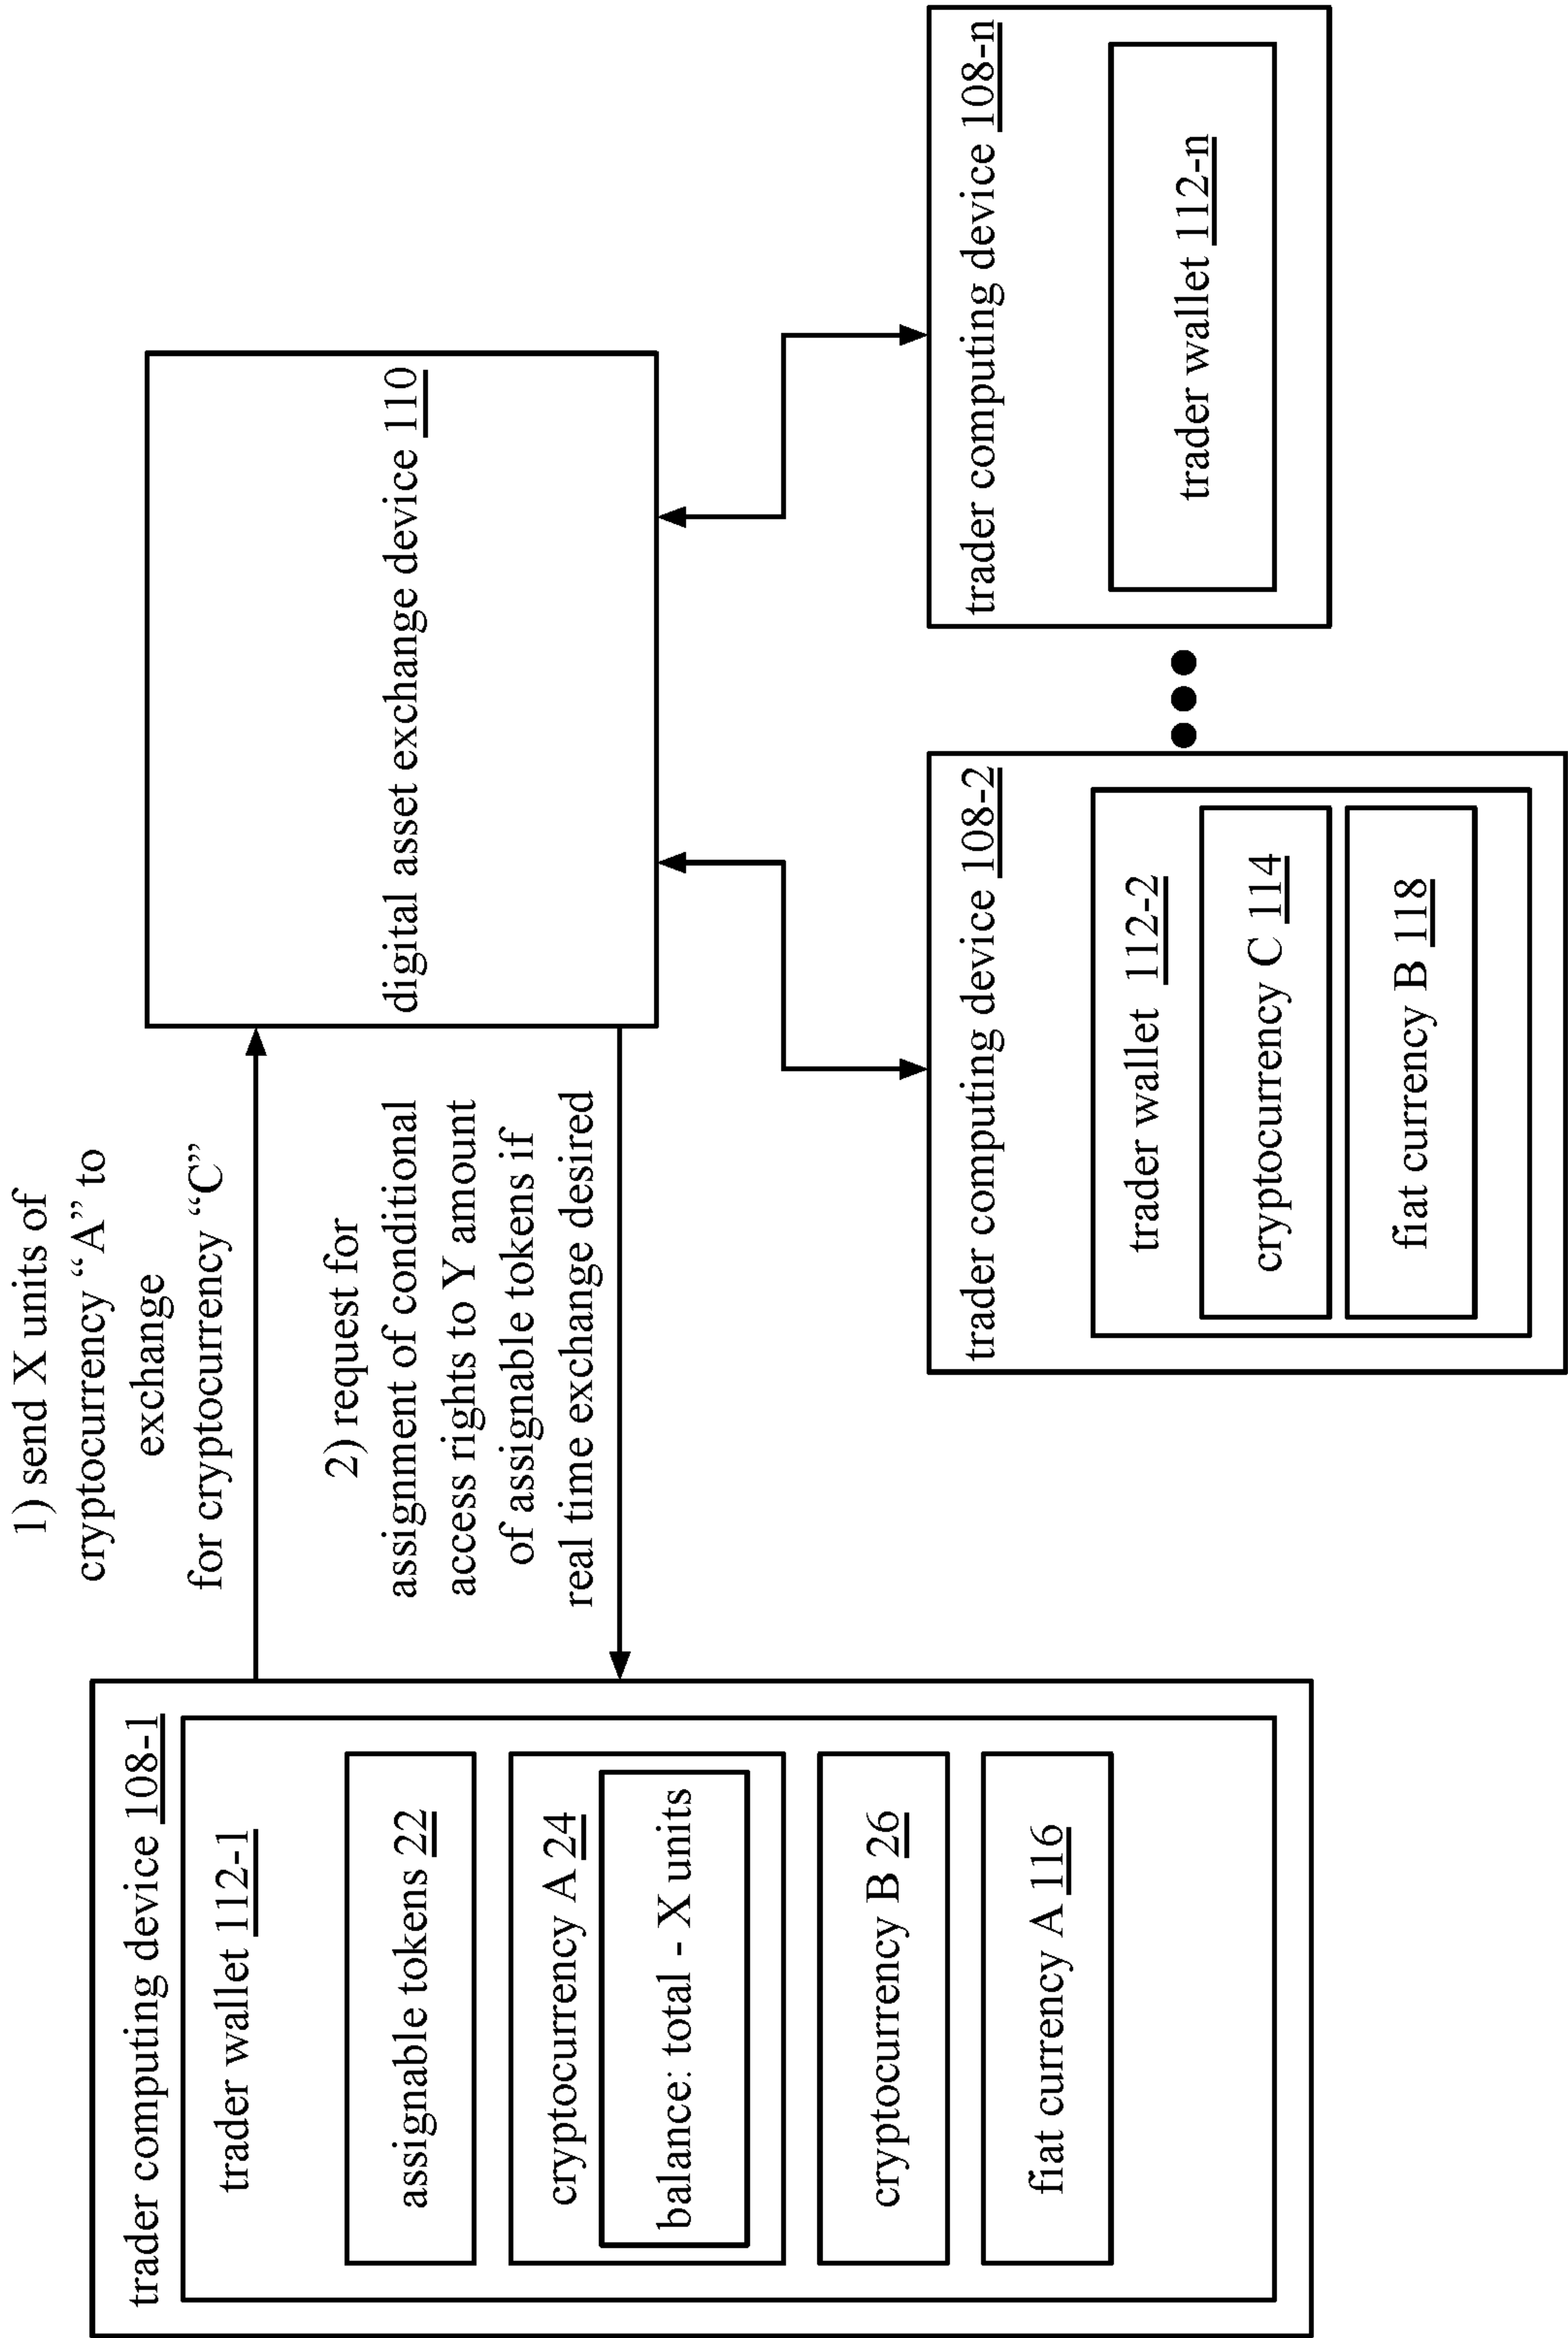 trader computing device 108-1
trader wallet 112-1
assignable tokens 22
cryptocurrency A 24
balance: total - X units
cryptocurrency B 26
fiat currency A 116
1) send X units of
cryptocurrency “A” to
exchange
for cryptocurrency “C”
2) request for
assignment of conditional
access rights to Y amount
of assignable tokens if
real time exchange desired
digital asset exchange device 110
trader computing device 108-2
trader wallet 112-2
cryptocurrency C 114
fiat currency B 118
trader computing device 108-n
trader wallet 112-n